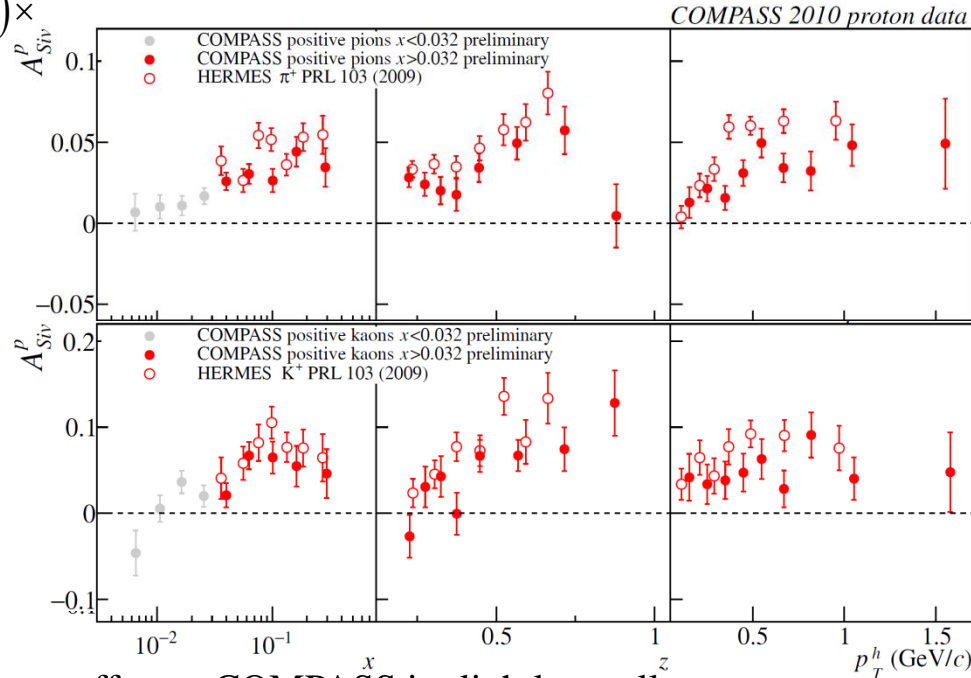 )×
COMPASS 2010 proton data
A^p_Siv
0.1
0.05
0
−0.05
COMPASS positive pions x<0.032 preliminary
COMPASS positive pions x>0.032 preliminary
HERMES π⁺ PRL 103 (2009)
A^p_Siv
0.2
0.1
0
−0.1
COMPASS positive kaons x<0.032 preliminary
COMPASS positive kaons x>0.032 preliminary
HERMES K⁺ PRL 103 (2009)
10⁻² 10⁻¹
x
0.5 1
z
0.5 1 1.5
p^h_T (GeV/c)
COMPASS